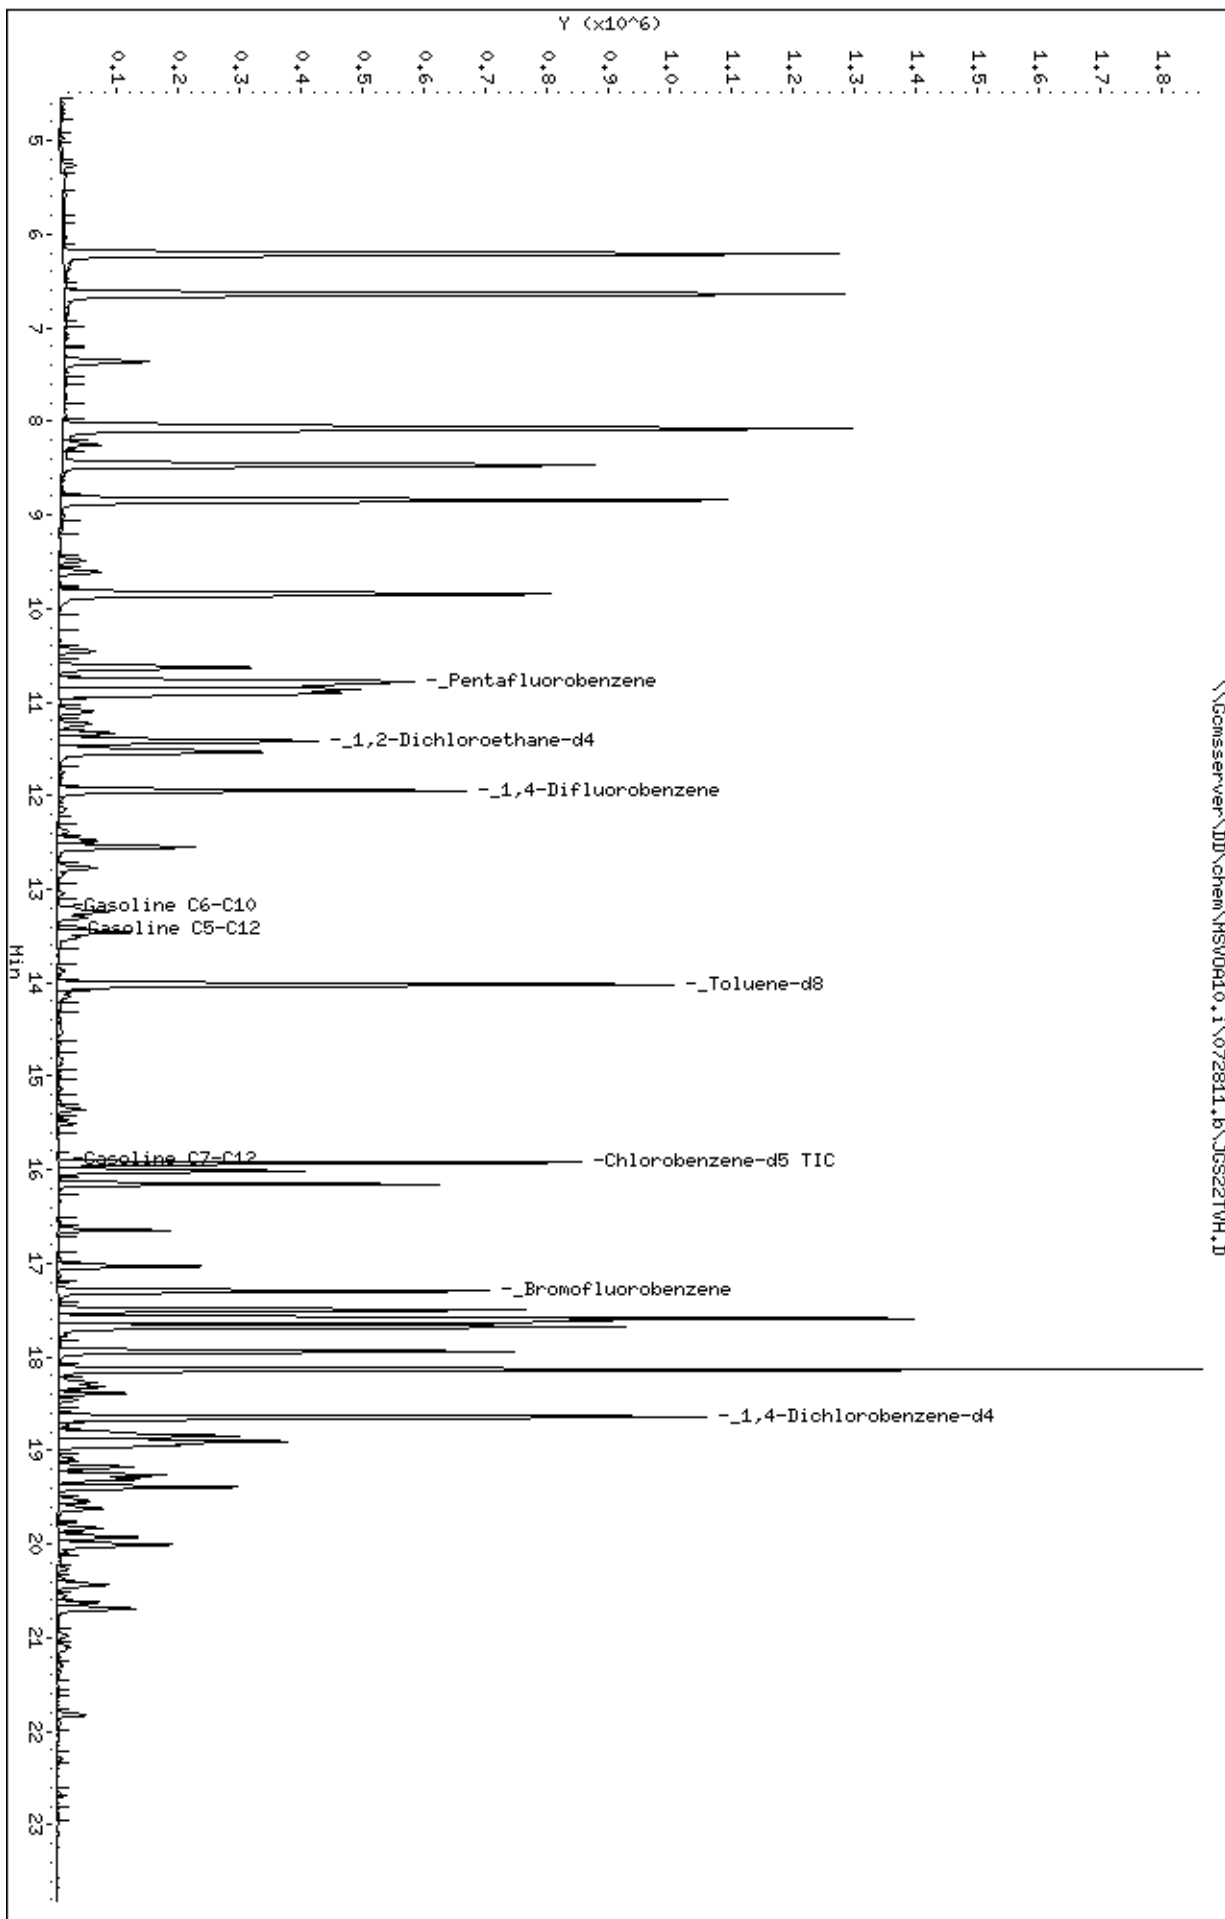 Y (x10^6)
0.1
0.2
0.3
0.4
0.5
0.6
0.7
0.8
0.9
1.0
1.1
1.2
1.3
1.4
1.5
1.6
1.7
1.8
5
6
7
8
9
10
11
12
13
14
15
16
17
18
19
20
21
22
23
Min
-_Pentafluorobenzene
-_1,2-Dichloroethane-d4
-_1,4-Difluorobenzene
-Gasoline C6-C10
-Gasoline C5-C12
-_Toluene-d8
-Gasoline C7-C12
-Chlorobenzene-d5 TIC
-_Bromofluorobenzene
-_1,4-Dichlorobenzene-d4
\\Gcmsserver\DD\chem\MSVOA10.i\072811.b\JGS22TVH.D